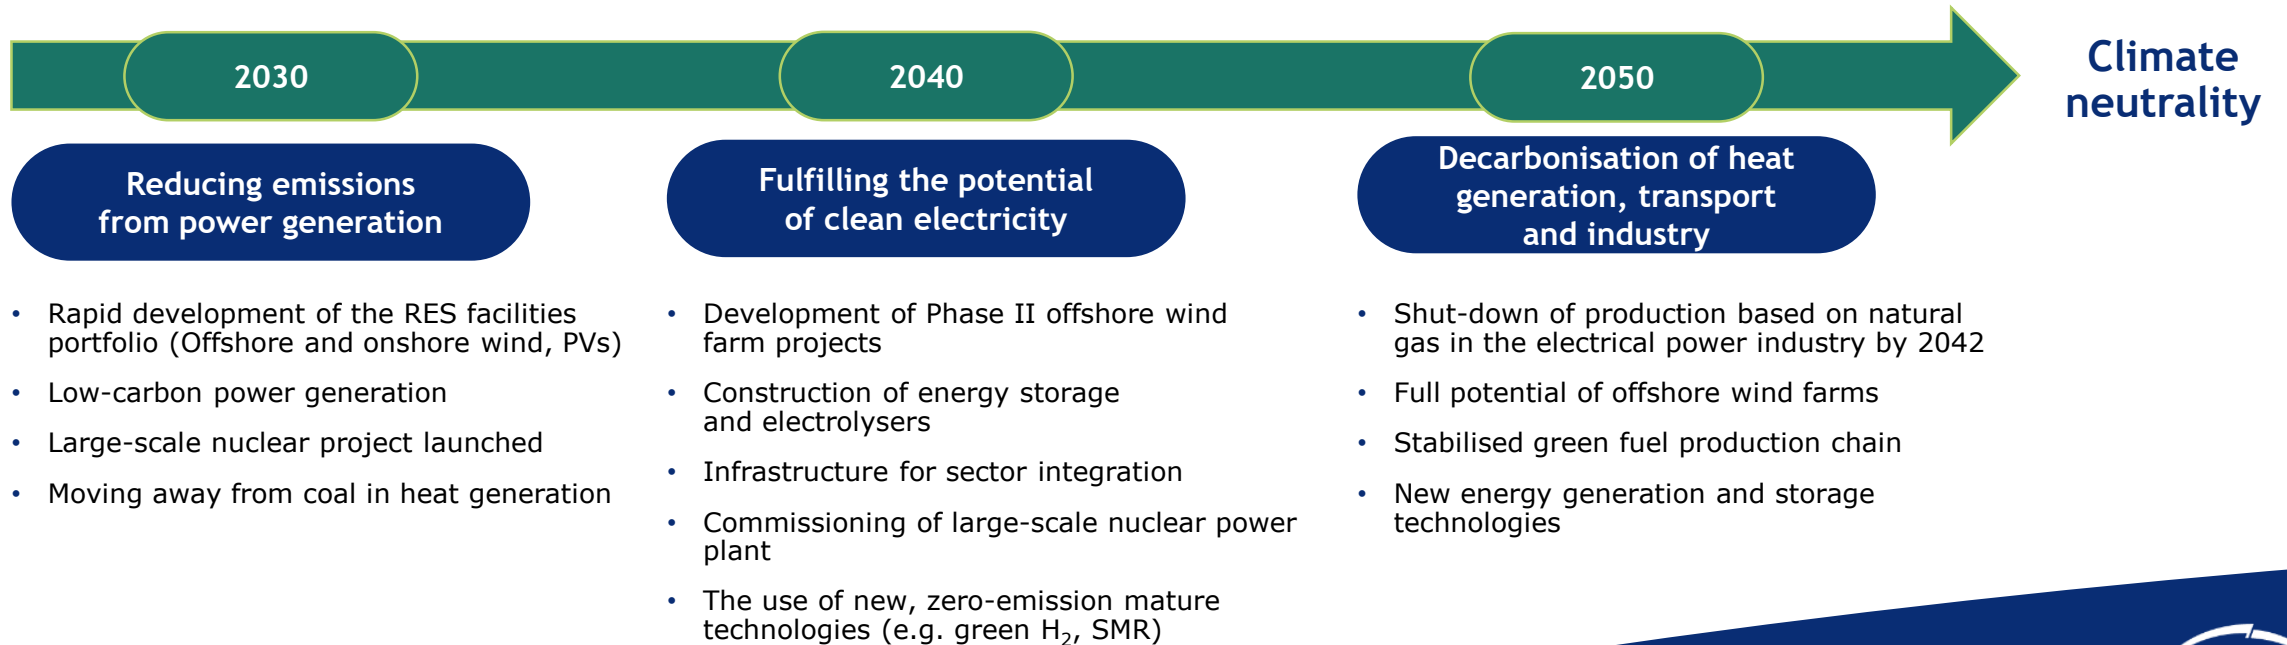 2030
2040
2050
Climate
neutrality
Reducing emissions
from power generation
• Rapid development of the RES facilities
portfolio (Offshore and onshore wind, PVs)
• Low-carbon power generation
• Large-scale nuclear project launched
• Moving away from coal in heat generation
Fulfilling the potential
of clean electricity
• Development of Phase II offshore wind
farm projects
• Construction of energy storage
and electrolysers
• Infrastructure for sector integration
• Commissioning of large-scale nuclear power
plant
• The use of new, zero-emission mature
technologies (e.g. green H₂, SMR)
Decarbonisation of heat
generation, transport
and industry
• Shut-down of production based on natural
gas in the electrical power industry by 2042
• Full potential of offshore wind farms
• Stabilised green fuel production chain
• New energy generation and storage
technologies